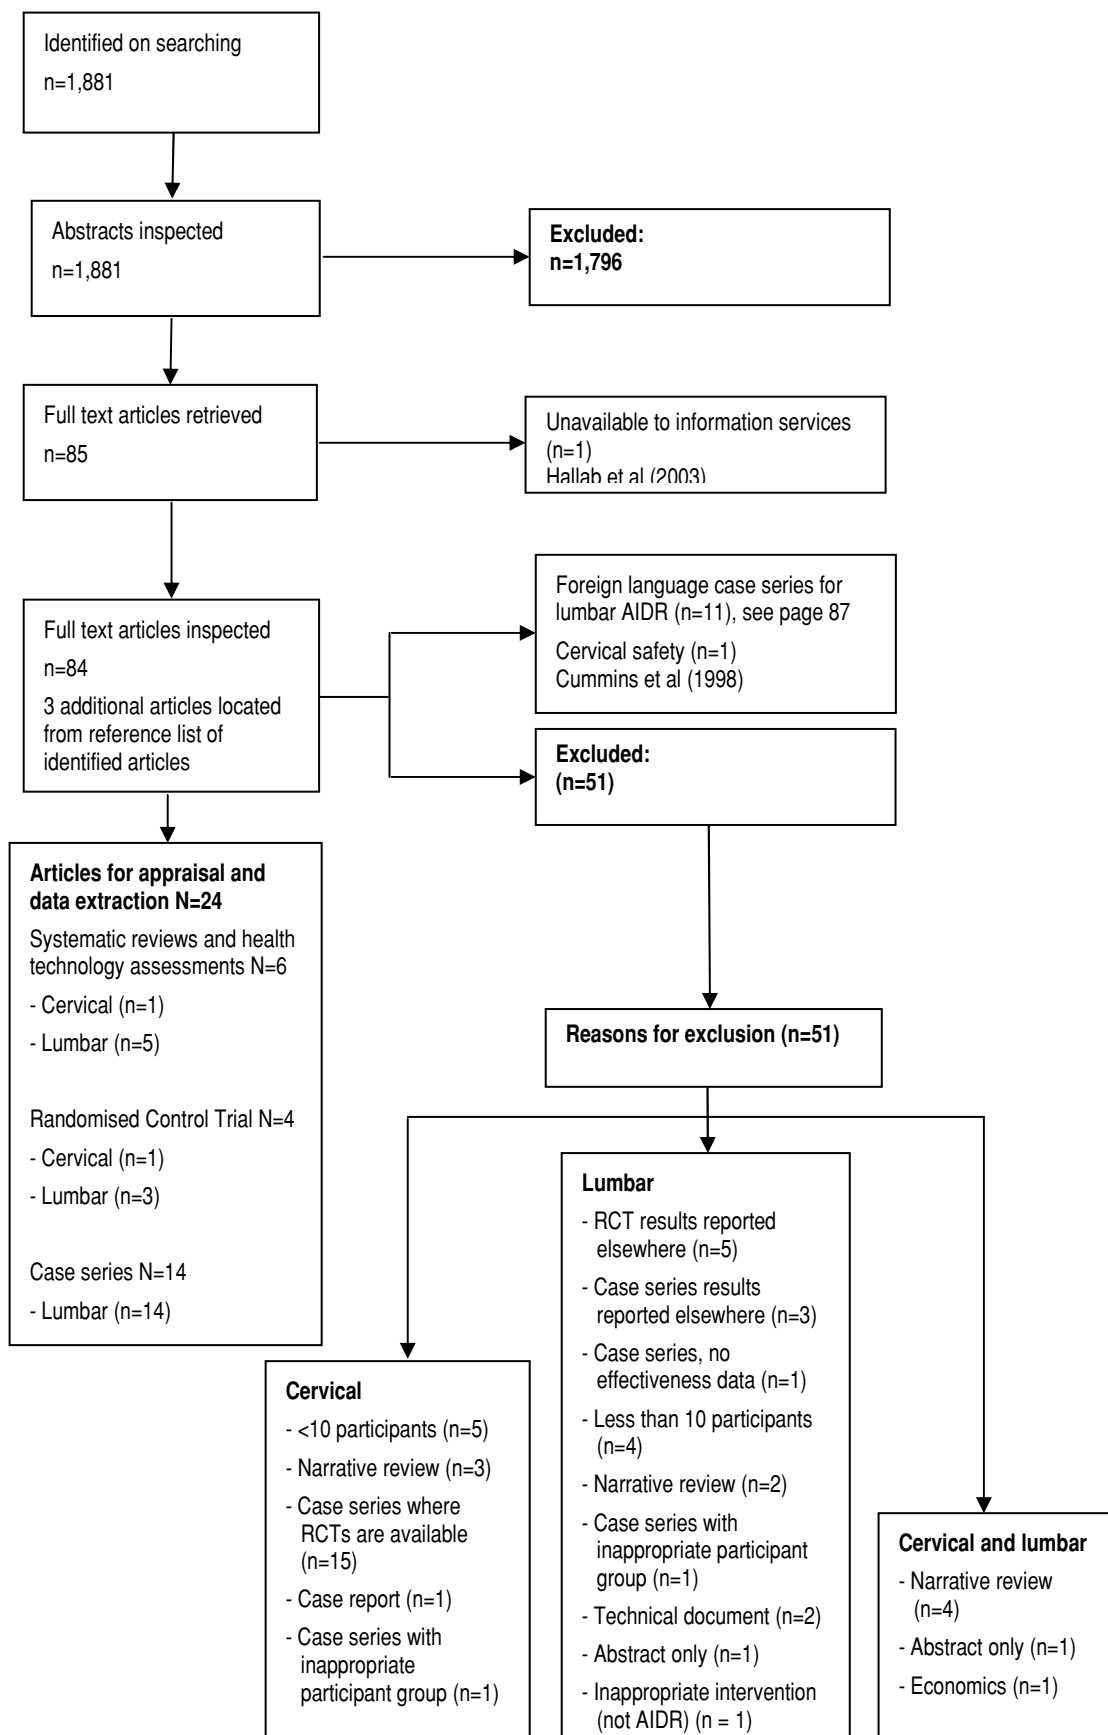 Identified on searching
n=1,881
Abstracts inspected
n=1,881
Excluded:
n=1,796
Full text articles retrieved
n=85
Unavailable to information services
(n=1)
Hallab et al (2003)
Full text articles inspected
n=84
3 additional articles located
from reference list of
identified articles
Foreign language case series for
lumbar AIDR (n=11), see page 87
Cervical safety (n=1)
Cummins et al (1998)
Excluded:
(n=51)
Articles for appraisal and
data extraction N=24
Systematic reviews and health
technology assessments N=6
- Cervical (n=1)
- Lumbar (n=5)
Randomised Control Trial N=4
- Cervical (n=1)
- Lumbar (n=3)
Case series N=14
- Lumbar (n=14)
Reasons for exclusion (n=51)
Cervical
- <10 participants (n=5)
- Narrative review (n=3)
- Case series where
RCTs are available
(n=15)
- Case report (n=1)
- Case series with
inappropriate
participant group (n=1)
Lumbar
- RCT results reported
elsewhere (n=5)
- Case series results
reported elsewhere (n=3)
- Case series, no
effectiveness data (n=1)
- Less than 10 participants
(n=4)
- Narrative review (n=2)
- Case series with
inappropriate participant
group (n=1)
- Technical document (n=2)
- Abstract only (n=1)
- Inappropriate intervention
(not AIDR) (n = 1)
Cervical and lumbar
- Narrative review
(n=4)
- Abstract only (n=1)
- Economics (n=1)